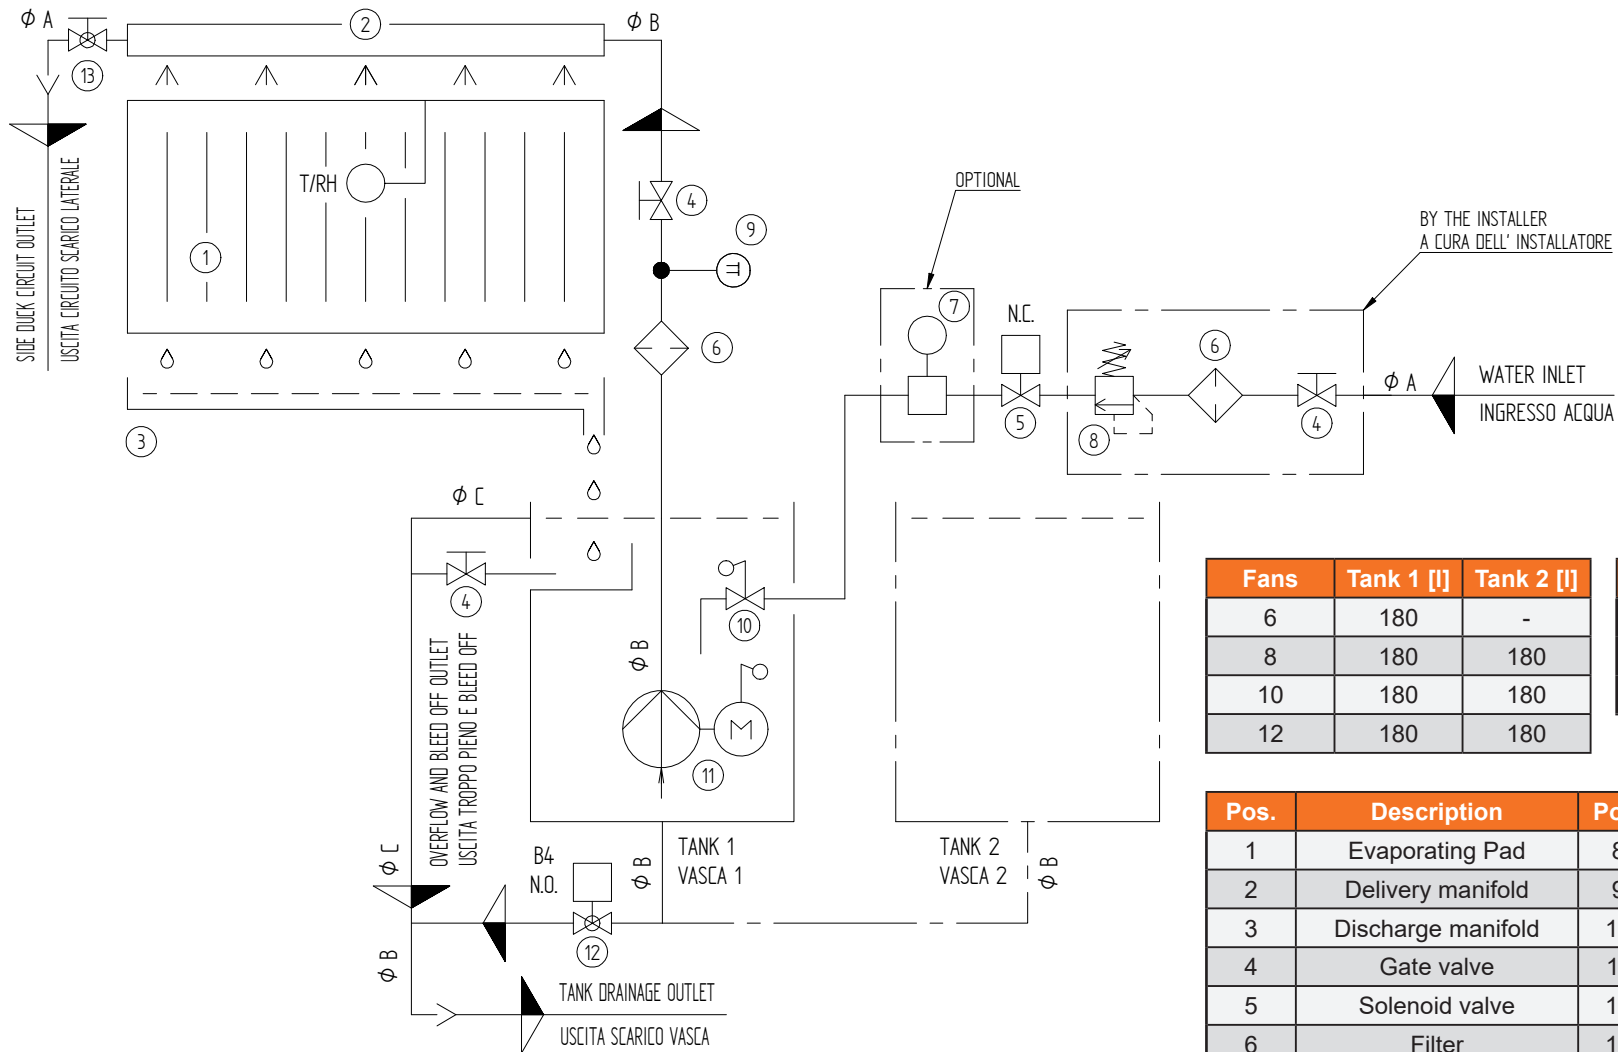 ϕ A
2
ϕ B
13
T/RH
1
SIDE DUCK CIRCUIT OUTLET
USCITA CIRCUITO SCARICO LATERALE
4
9
TT
6
3
OPTIONAL
7
N.C.
5
BY THE INSTALLER
A CURA DELL' INSTALLATORE
6
8
4
ϕ A
WATER INLET
INGRESSO ACQUA
ϕ C
4
10
ϕ B
M
11
OVERFLOW AND BLEED OFF OUTLET
USCITA TROPPO PIENO E BLEED OFF
ϕ C
B4
N.O.
12
ϕ B
TANK 1
VASCA 1
TANK 2
VASCA 2
ϕ B
ϕ B
TANK DRAINAGE OUTLET
USCITA SCARICO VASCA
Fans Tank 1 [l] Tank 2 [l]
6 180 -
8 180 180
10 180 180
12 180 180
Pos. Description
1 Evaporating Pad
2 Delivery manifold
3 Discharge manifold
4 Gate valve
5 Solenoid valve
6 Filter